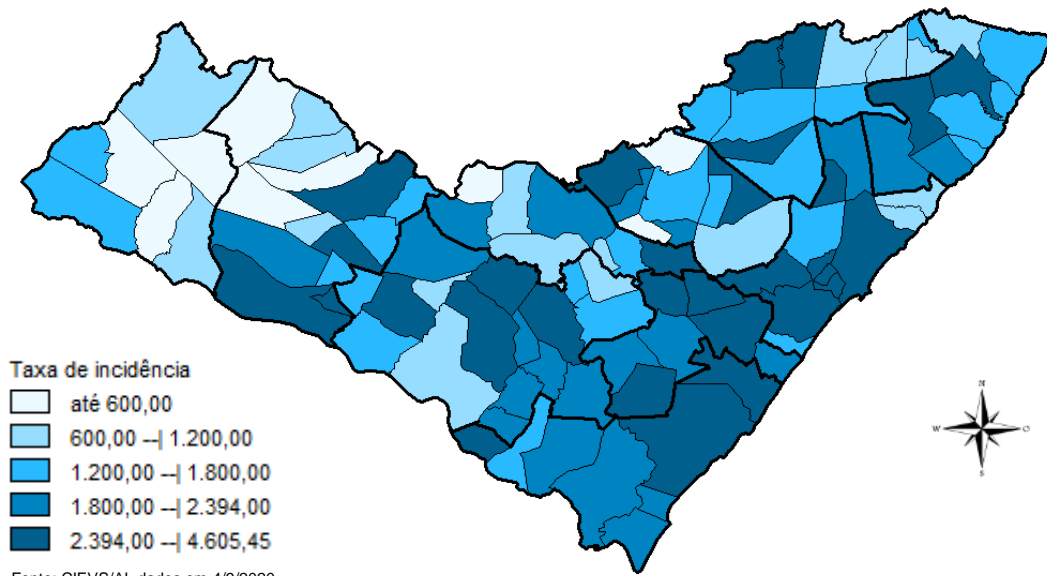 Taxa de incidência
até 600,00
600,00 --| 1.200,00
1.200,00 --| 1.800,00
1.800,00 --| 2.394,00
2.394,00 --| 4.605,45
N
W
O
S